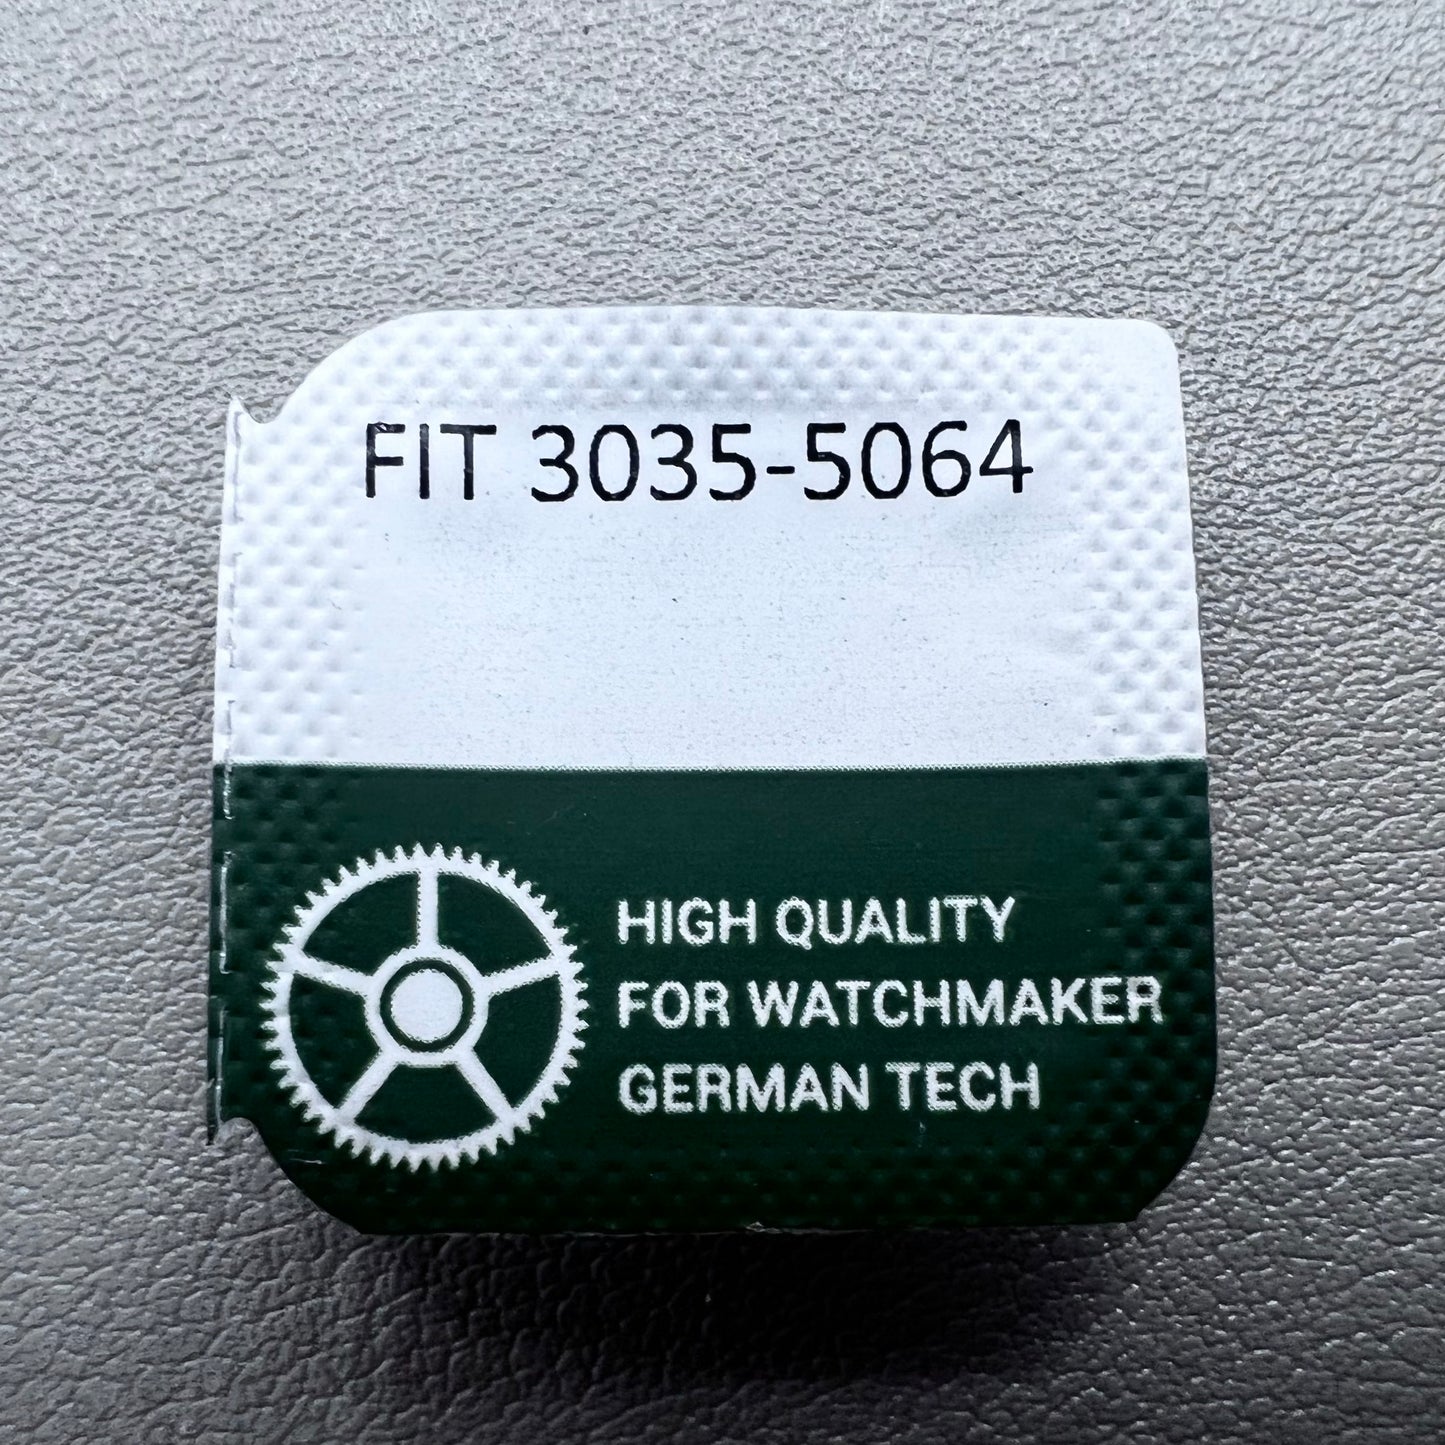 FIT 3035-5064
HIGH QUALITY
FOR WATCHMAKER
GERMAN TECH